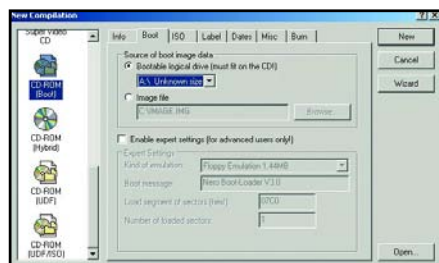 New Compilation
Super Video
CD
CD-ROM
(Boot)
CD-ROM
(Hybrid)
CD-ROM
(UDF)
CD-ROM
(UDF/ISO)
Info
Boot
ISO
Label
Dates
Misc
Burn
Source of boot image data
Bootable logical drive (must fit on the CD!)
A:\ Unknown size
Image file
C:\IMAGE.IMG
Browse...
Enable expert settings (for advanced users only!)
Expert Settings
Kind of emulation:
Floppy Emulation 1.44MB
Boot message:
Nero Boot-Loader V3.0
Load segment of sectors (hex):
07C0
Number of loaded sectors:
1
New
Cancel
Wizard
Open...